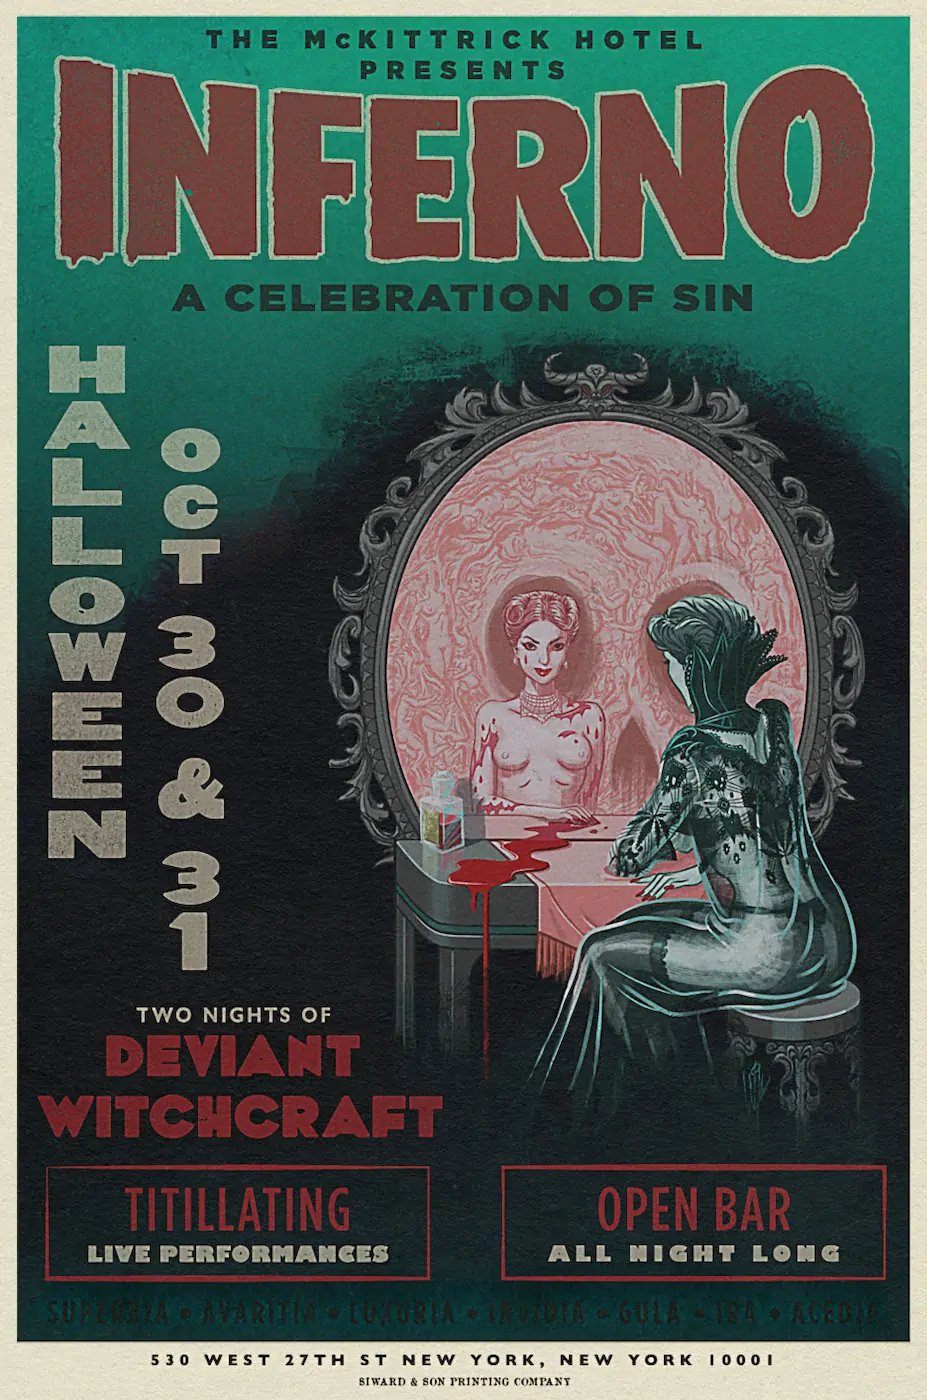 THE McKITTRICK HOTEL
PRESENTS
INFERNO
A CELEBRATION OF SIN
HALLOWEEN
OCT 30 & 31
TWO NIGHTS OF
DEVIANT
WITCHCRAFT
TITILLATING
LIVE PERFORMANCES
OPEN BAR
ALL NIGHT LONG
SUPERBIA • AVARITIA • LUXURIA • INVIDIA • GULA • IRA • ACEDIA
530 WEST 27TH ST NEW YORK, NEW YORK 10001
SIWARD & SON PRINTING COMPANY